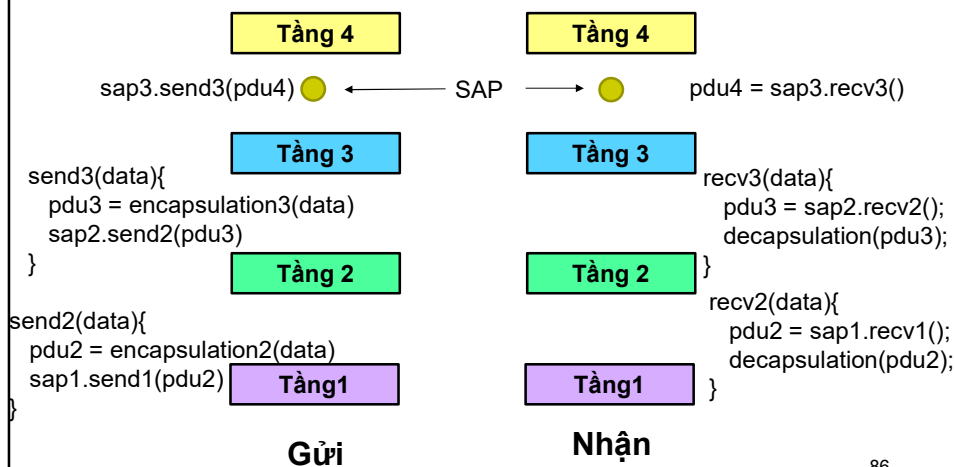 Tầng 4 Tầng 4
sap3.send3(pdu4) SAP pdu4 = sap3.recv3()
Tầng 3 Tầng 3
send3(data){
pdu3 = encapsulation3(data)
sap2.send2(pdu3)
}
recv3(data){
pdu3 = sap2.recv2();
decapsulation(pdu3);
}
Tầng 2 Tầng 2
send2(data){
pdu2 = encapsulation2(data)
sap1.send1(pdu2)
}
recv2(data){
pdu2 = sap1.recv1();
decapsulation(pdu2);
}
Tầng1 Tầng1
Gửi Nhận
86